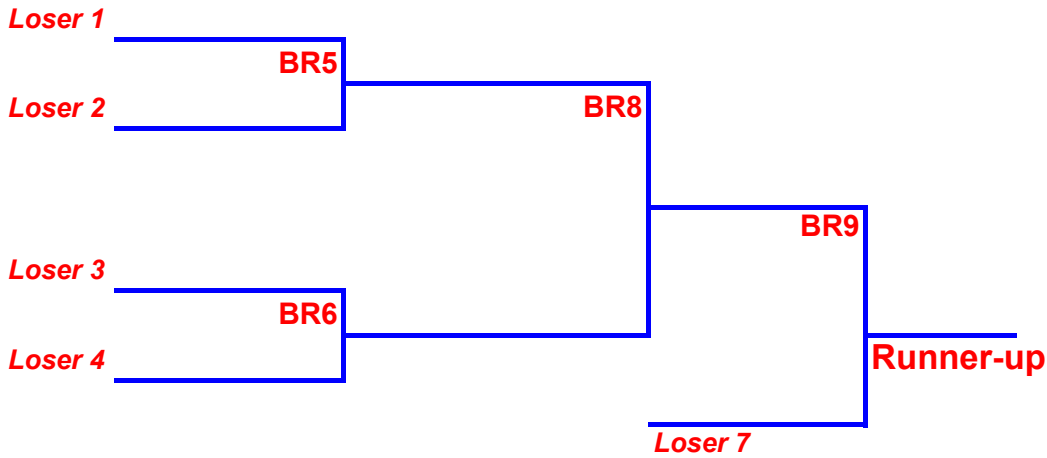 Loser 1
BR5
Loser 2
BR8
BR9
Loser 3
BR6
Loser 4
Runner-up
Loser 7